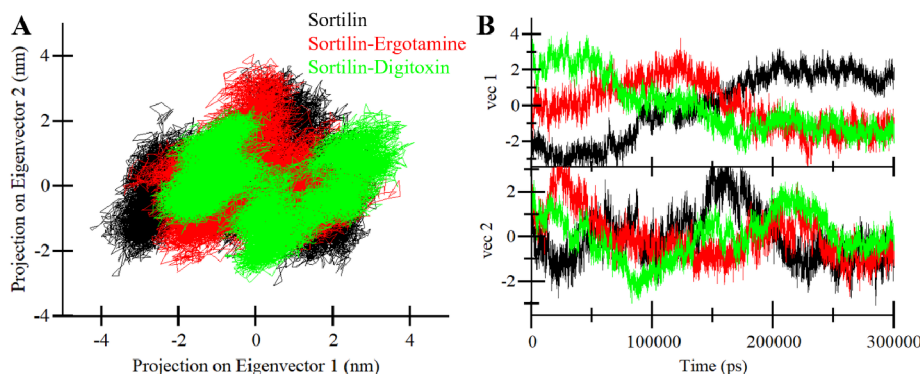 A
Sortilin
Sortilin-Ergotamine
Sortilin-Digitoxin
Projection on Eigenvector 2 (nm)
4
2
0
-2
-4
-4
-2
0
2
4
Projection on Eigenvector 1 (nm)
B
vec 1
4
2
0
-2
vec 2
2
0
-2
0
100000
200000
300000
Time (ps)